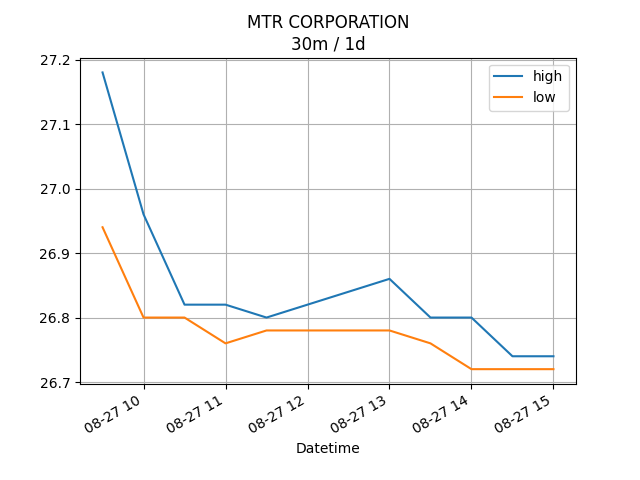 MTR CORPORATION
30m / 1d
high
low
27.2
27.1
27.0
26.9
26.8
26.7
08-27 10
08-27 11
08-27 12
08-27 13
08-27 14
08-27 15
Datetime